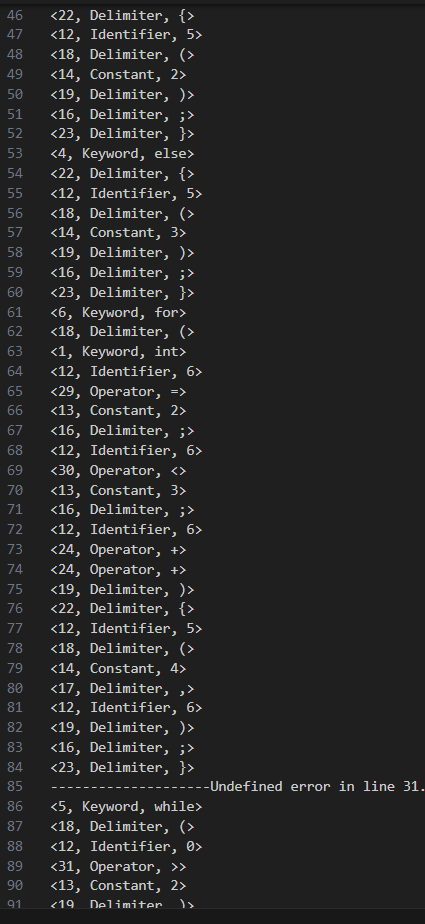 46 <22, Delimiter, {>
47 <12, Identifier, 5>
48 <18, Delimiter, (>
49 <14, Constant, 2>
50 <19, Delimiter, )>
51 <16, Delimiter, ;>
52 <23, Delimiter, }>
53 <4, Keyword, else>
54 <22, Delimiter, {>
55 <12, Identifier, 5>
56 <18, Delimiter, (>
57 <14, Constant, 3>
58 <19, Delimiter, )>
59 <16, Delimiter, ;>
60 <23, Delimiter, }>
61 <6, Keyword, for>
62 <18, Delimiter, (>
63 <1, Keyword, int>
64 <12, Identifier, 6>
65 <29, Operator, =>
66 <13, Constant, 2>
67 <16, Delimiter, ;>
68 <12, Identifier, 6>
69 <30, Operator, <>
70 <13, Constant, 3>
71 <16, Delimiter, ;>
72 <12, Identifier, 6>
73 <24, Operator, +>
74 <24, Operator, +>
75 <19, Delimiter, )>
76 <22, Delimiter, {>
77 <12, Identifier, 5>
78 <18, Delimiter, (>
79 <14, Constant, 4>
80 <17, Delimiter, ,>
81 <12, Identifier, 6>
82 <19, Delimiter, )>
83 <16, Delimiter, ;>
84 <23, Delimiter, }>
85 --------------------Undefined error in line 31.
86 <5, Keyword, while>
87 <18, Delimiter, (>
88 <12, Identifier, 0>
89 <31, Operator, >>
90 <13, Constant, 2>
91 <19, Delimiter, )>